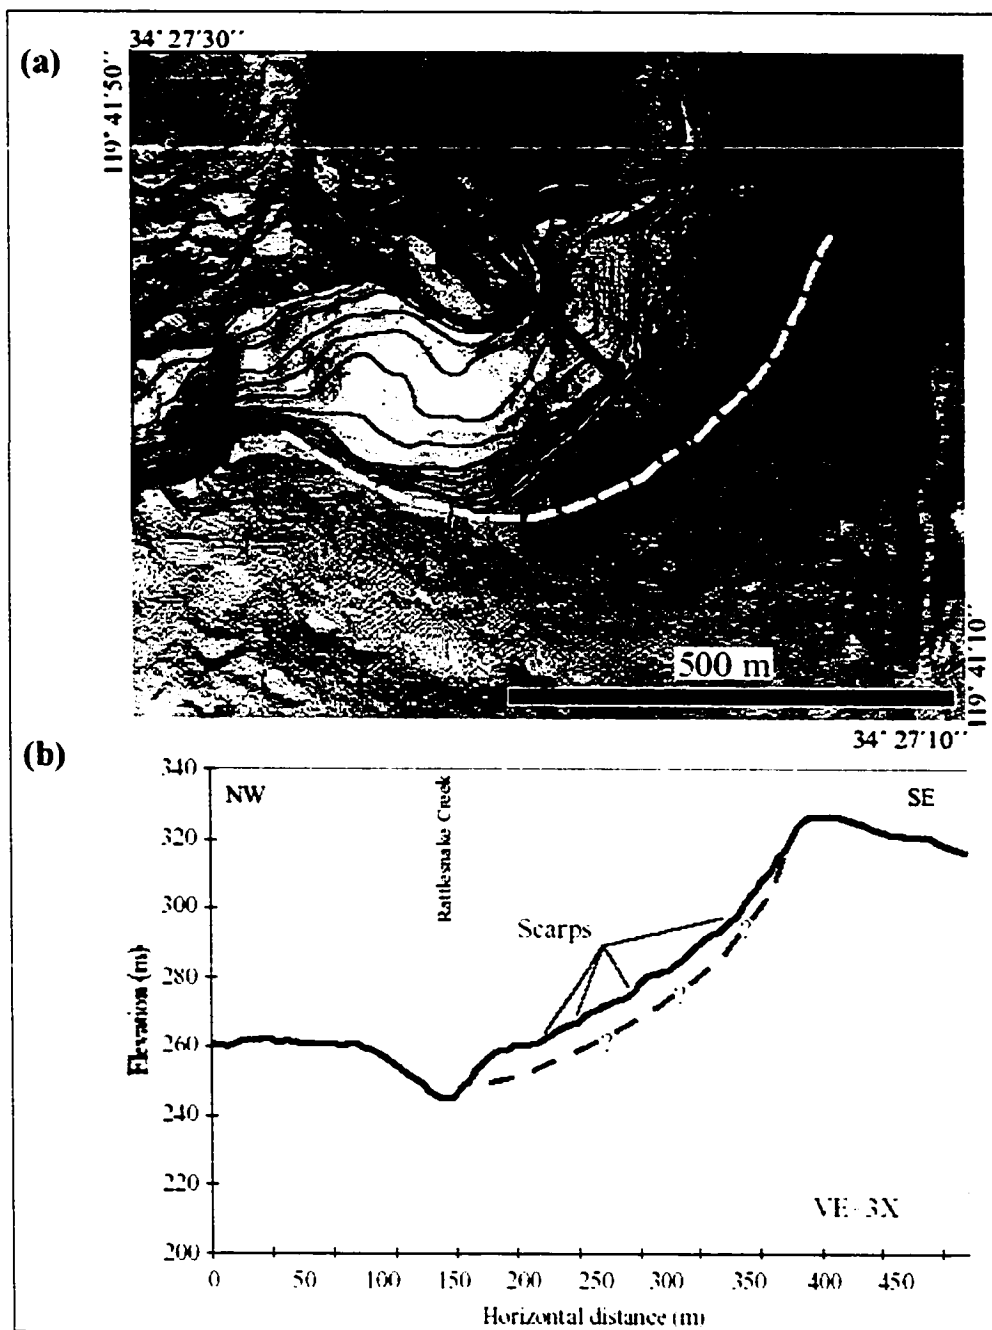 (a)
34° 27'30''
119° 41'50''
500 m
119° 41'10''
34° 27'10''
(b)
340
320
300
280
260
240
220
200
Elevation (m)
NW
SE
Rattlesnake Creek
Scarps
?
?
?
VE 3X
0 50 100 150 200 250 300 350 400 450
Horizontal distance (m)